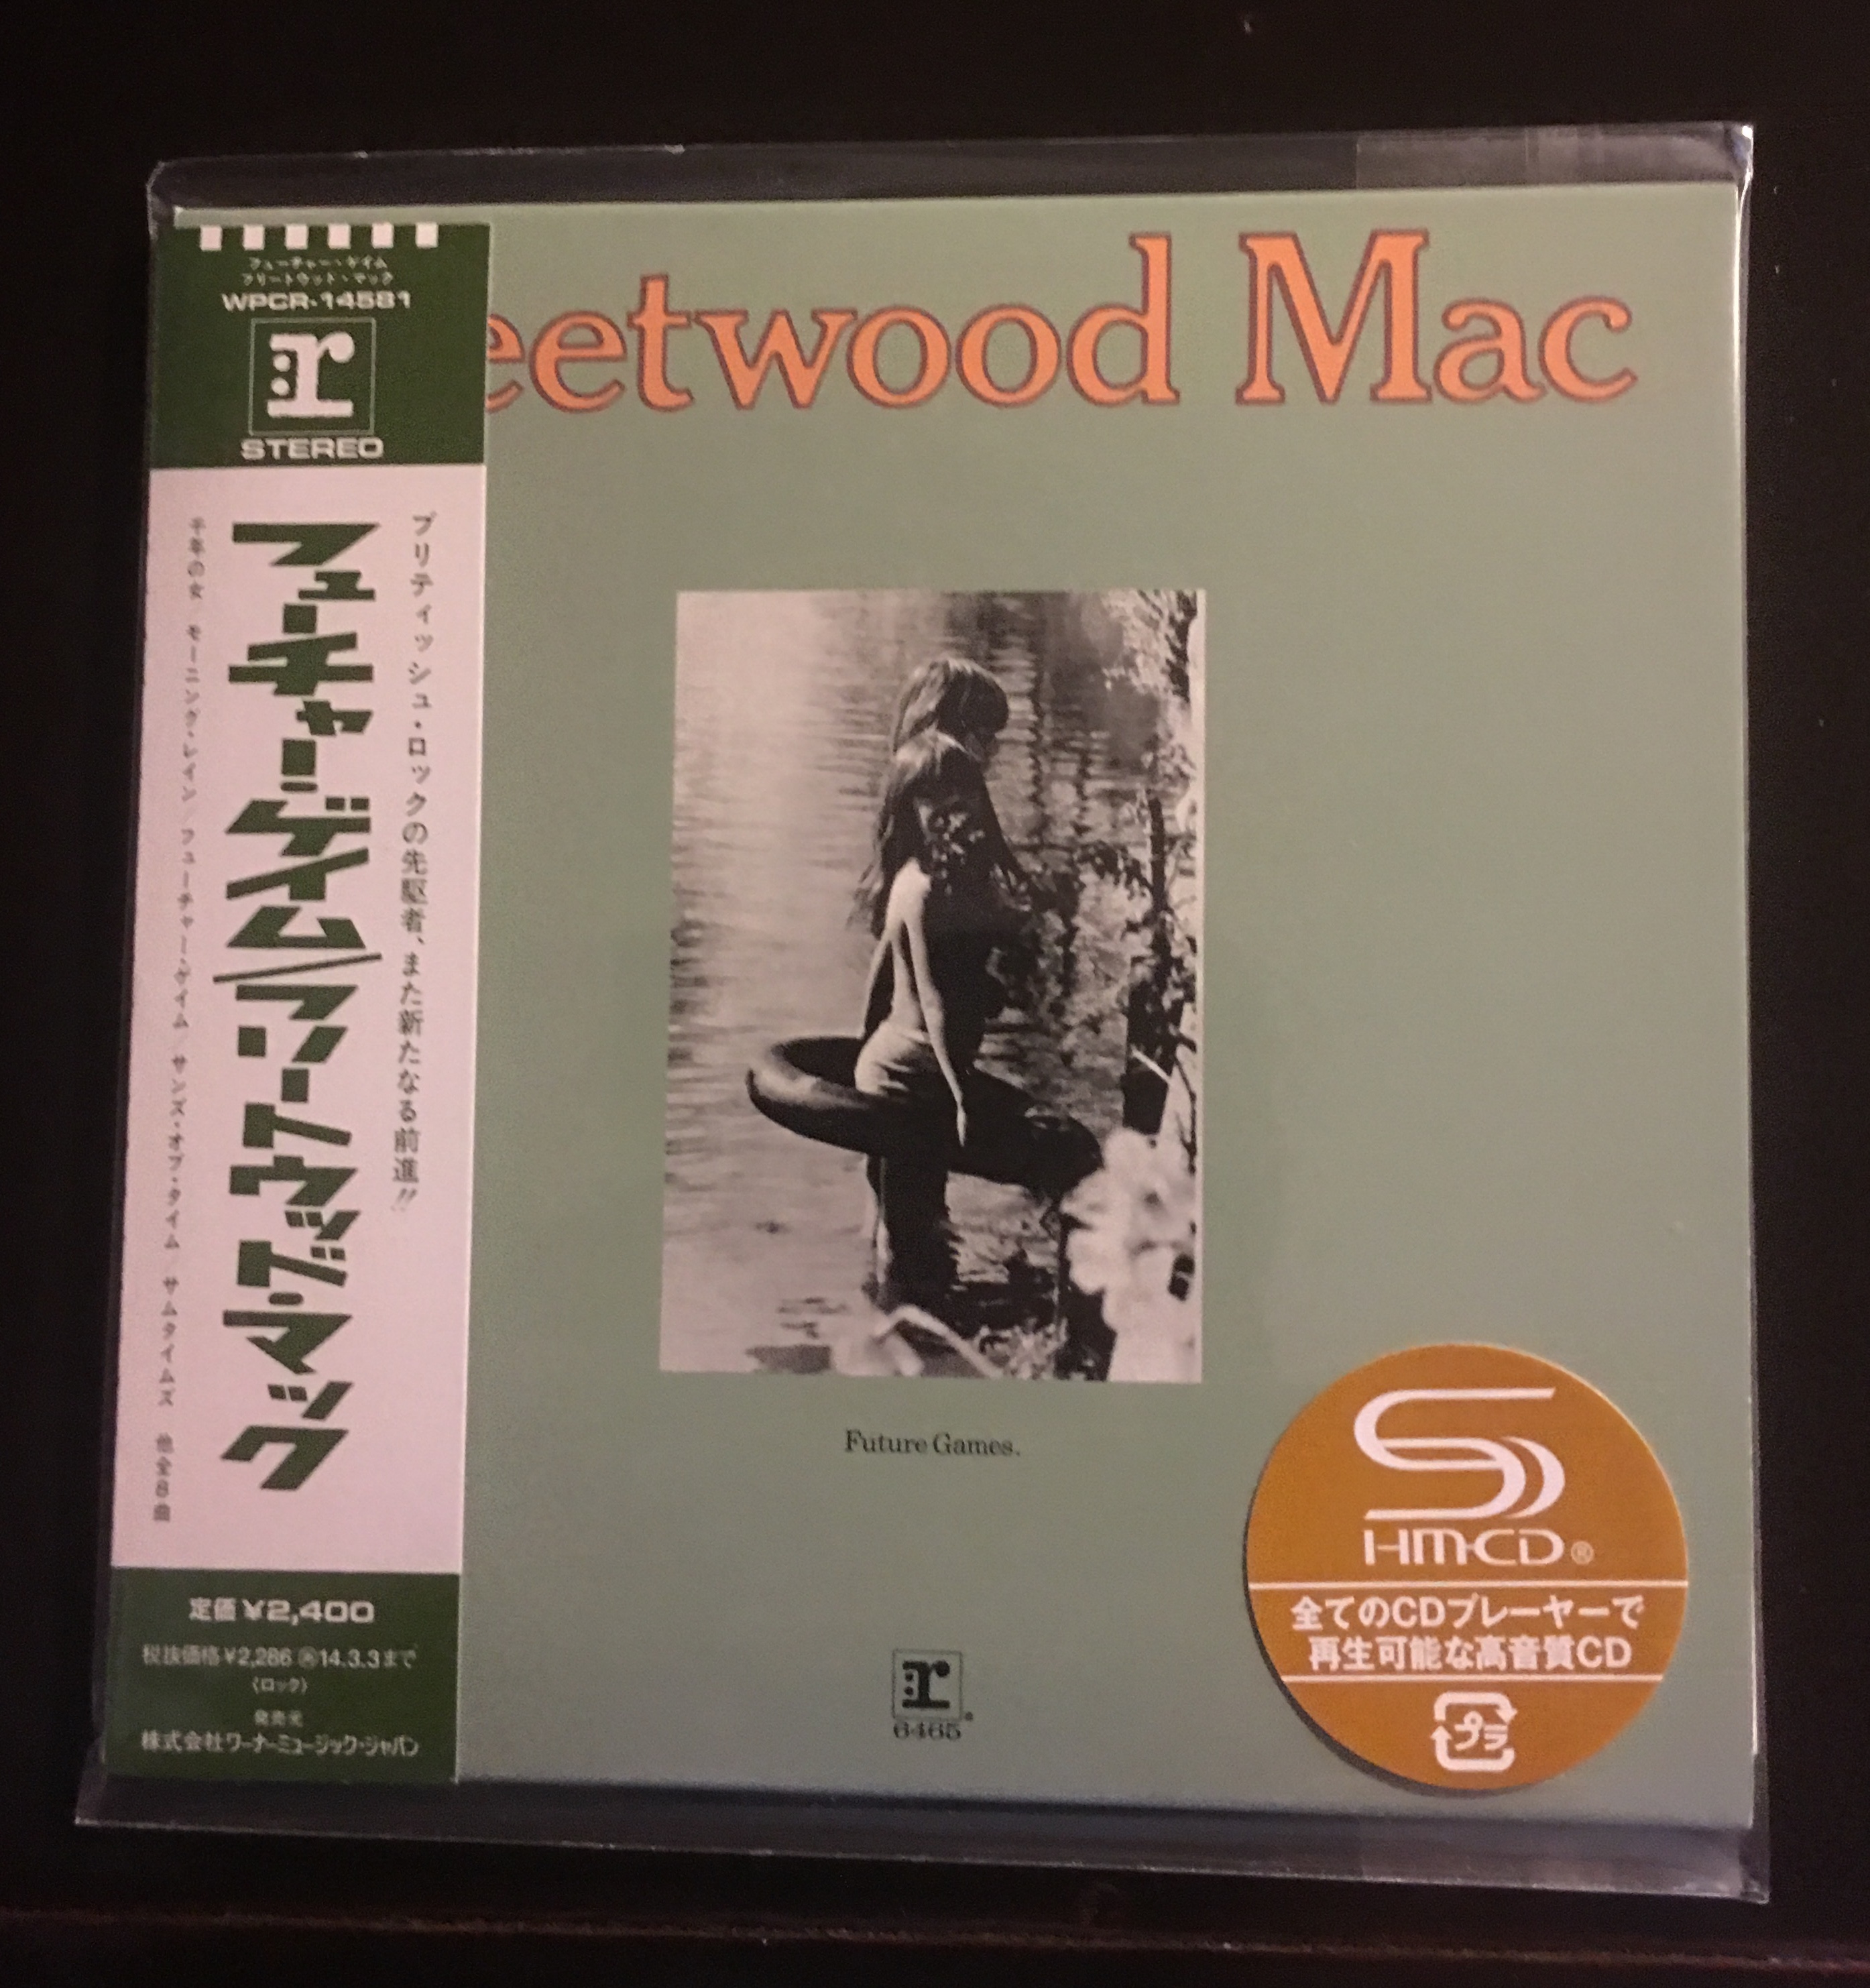 フューチャー・ゲイム
フリートウッド・マック
WPCR-14581
r
STEREO
ブリティッシュ・ロックの先駆者、また新たなる前進!!
フューチャー・ゲイム/フリートウッド・マック
千年の女 モーニング・レイン/フューチャー・ゲイム/サンズ・オブ・タイム/サムタイムズ 他全8曲
定価¥2,400
税抜価格¥2,286 再14.3.3まで
(ロック)
発売元
株式会社ワーナーミュージック・ジャパン
eetwood Mac
Future Games.
r
6465
SHM-CD®
全てのCDプレーヤーで
再生可能な高音質CD
プラ